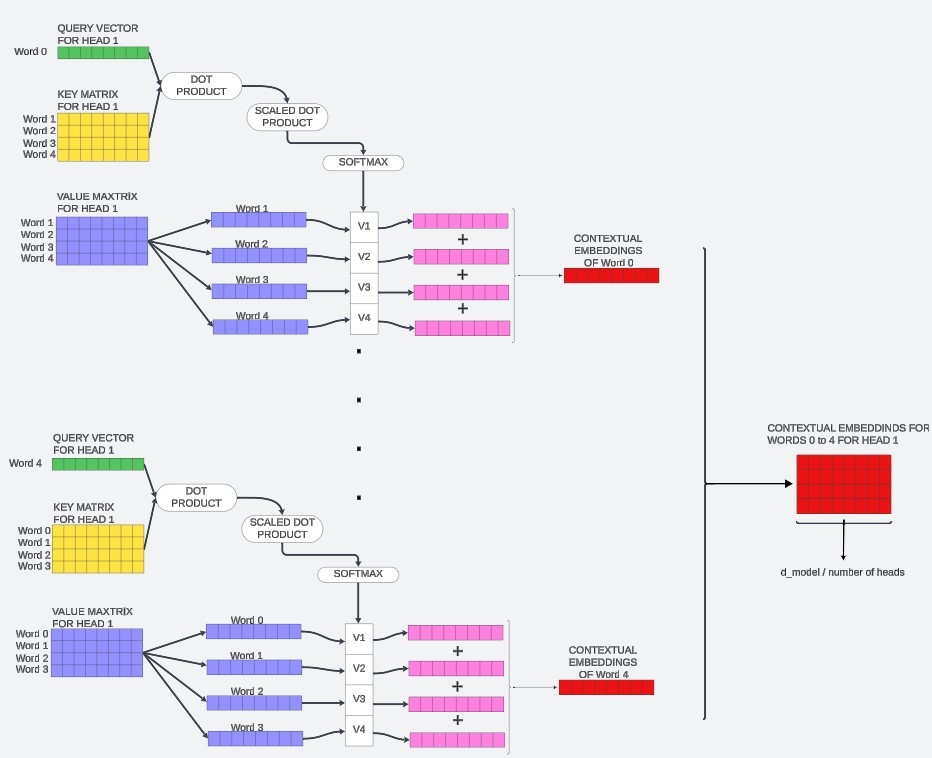 QUERY VECTOR
FOR HEAD 1
Word 0
DOT
PRODUCT
KEY MATRIX
FOR HEAD 1
Word 1
Word 2
Word 3
Word 4
SCALED DOT
PRODUCT
SOFTMAX
VALUE MAXTRIX
FOR HEAD 1
Word 1
Word 2
Word 3
Word 4
Word 1
Word 2
Word 3
Word 4
V1
V2
V3
V4
+
+
+
CONTEXTUAL
EMBEDDINGS
OF Word 0
QUERY VECTOR
FOR HEAD 1
Word 4
DOT
PRODUCT
KEY MATRIX
FOR HEAD 1
Word 0
Word 1
Word 2
Word 3
SCALED DOT
PRODUCT
SOFTMAX
VALUE MAXTRIX
FOR HEAD 1
Word 0
Word 1
Word 2
Word 3
Word 0
Word 1
Word 2
Word 3
V1
V2
V3
V4
+
+
+
CONTEXTUAL
EMBEDDINGS
OF Word 4
CONTEXTUAL EMBEDDINDS FOR
WORDS 0 to 4 FOR HEAD 1
d_model / number of heads